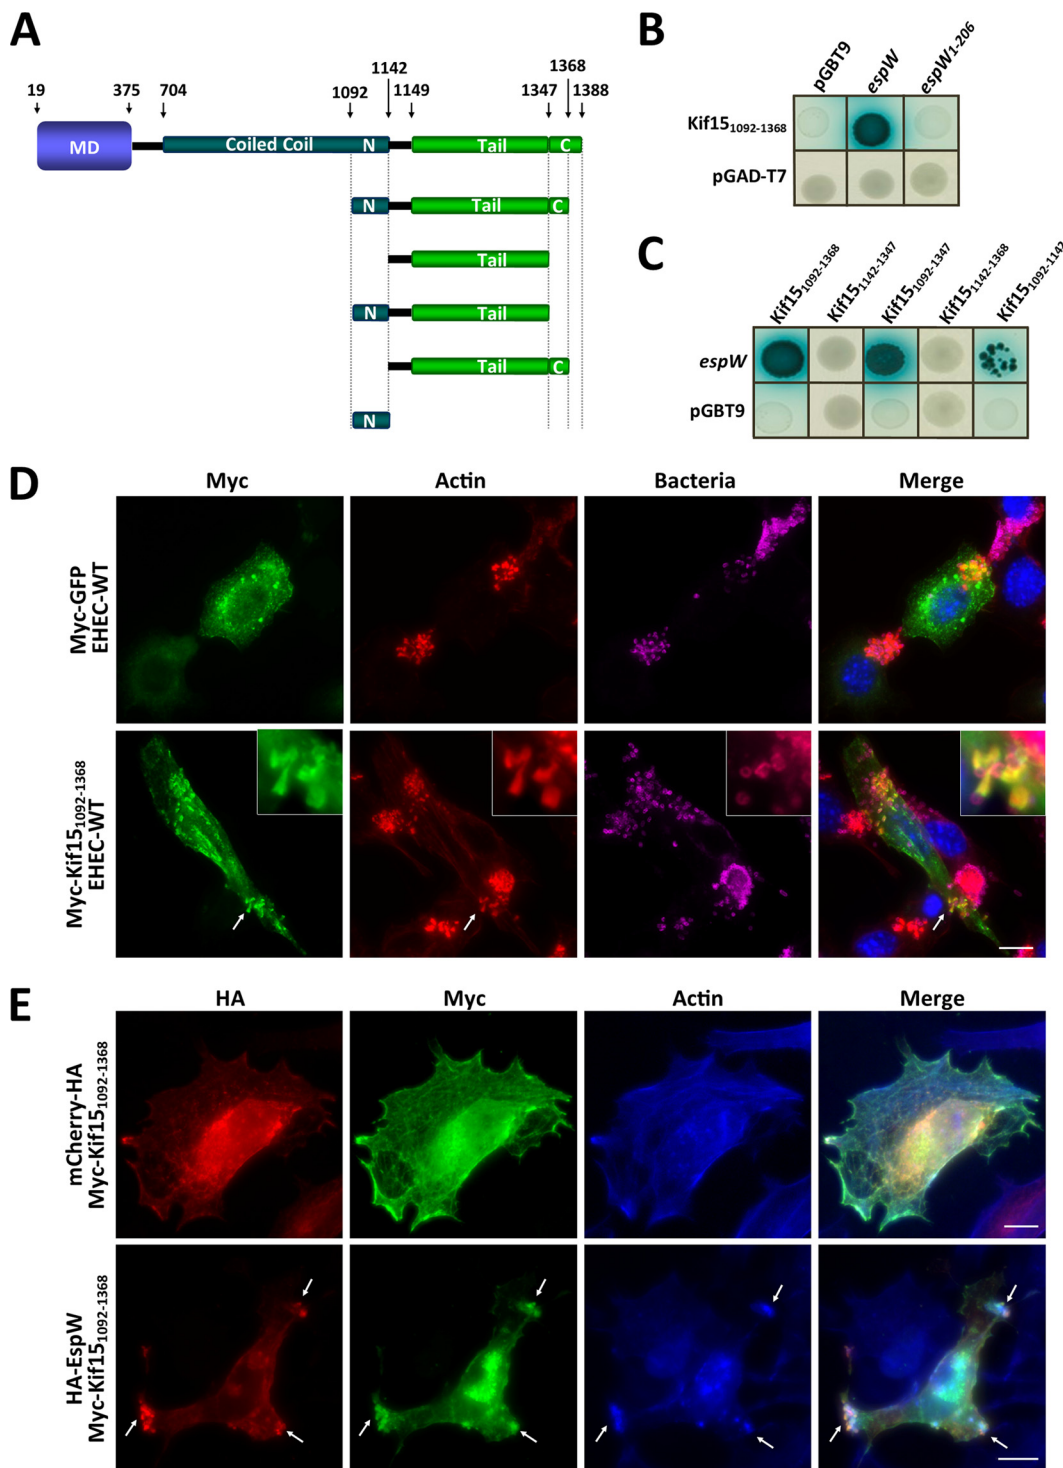 A
19 375 704 1092 1142 1149 1347 1368 1388
MD Coiled Coil N Tail C
N Tail C
Tail
N Tail
Tail C
N
B
pGBT9 espW espW1-206
Kif151092-1368
pGAD-T7
C
Kif151092-1368 Kif151142-1347 Kif151092-1347 Kif151142-1368 Kif151092-1142
espW
pGBT9
D
Myc Actin Bacteria Merge
Myc-GFP
EHEC-WT
Myc-Kif151092-1368
EHEC-WT
E
HA Myc Actin Merge
mCherry-HA
Myc-Kif151092-1368
HA-EspW
Myc-Kif151092-1368